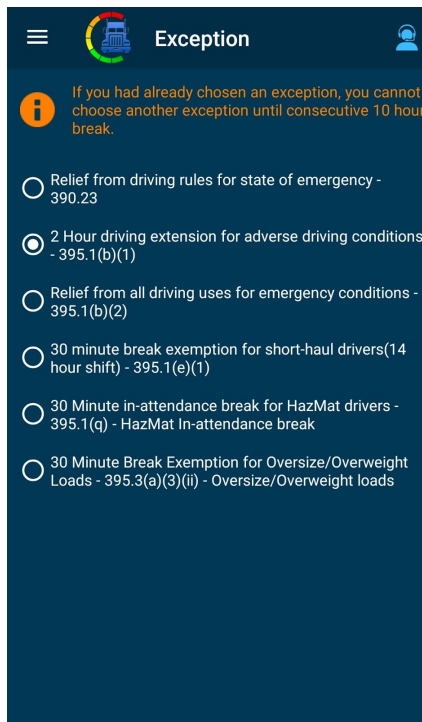 Exception
If you had already chosen an exception, you cannot
choose another exception until consecutive 10 hour
break.
Relief from driving rules for state of emergency -
390.23
2 Hour driving extension for adverse driving conditions
- 395.1(b)(1)
Relief from all driving uses for emergency conditions -
395.1(b)(2)
30 minute break exemption for short-haul drivers(14
hour shift) - 395.1(e)(1)
30 Minute in-attendance break for HazMat drivers -
395.1(q) - HazMat In-attendance break
30 Minute Break Exemption for Oversize/Overweight
Loads - 395.3(a)(3)(ii) - Oversize/Overweight loads